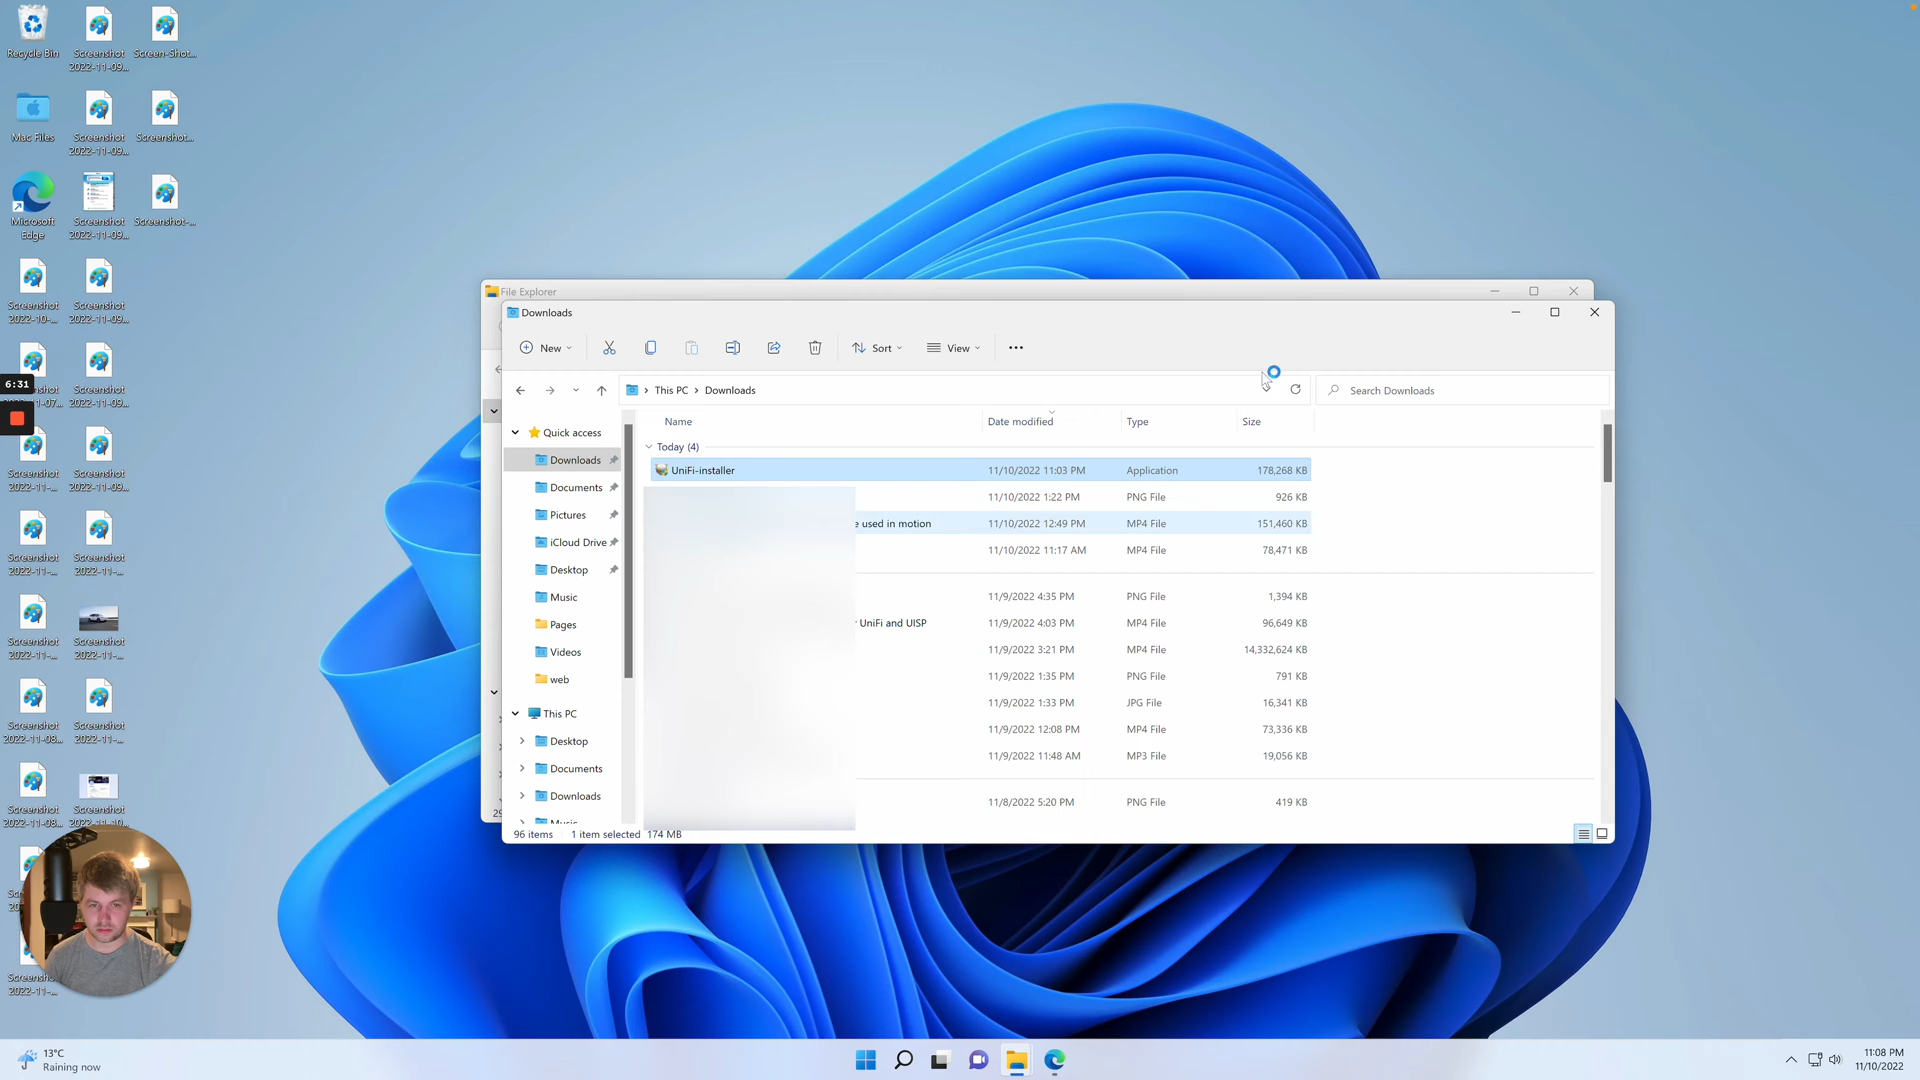 Recycle Bin
Screenshot
2022-11-09...
Screen-Shot...
Mac Files
Screenshot
2022-11-09...
Screenshot...
Microsoft
Edge
Screenshot
2022-11-09...
Screenshot-...
Screenshot
2022-10-...
Screenshot
2022-11-09...
6:31
Screenshot
2022-11-09...
Screenshot
2022-11-...
Screenshot
2022-11-09...
Screenshot
2022-11-...
Screenshot
2022-11-...
Screenshot
2022-11-...
Screenshot
2022-11-...
Screenshot
2022-11-08...
Screenshot
2022-11-...
Screenshot
2022-11-08...
Screenshot
2022-11-10...
2022-11-...
File Explorer
Downloads
New
Sort
View
This PC > Downloads
Search Downloads
Name Date modified Type Size
Quick access
Downloads
Documents
Pictures
iCloud Drive
Desktop
Music
Pages
Videos
web
This PC
Desktop
Documents
Downloads
Today (4)
UniFi-installer 11/10/2022 11:03 PM Application 178,268 KB
11/10/2022 1:22 PM PNG File 926 KB
e used in motion 11/10/2022 12:49 PM MP4 File 151,460 KB
11/10/2022 11:17 AM MP4 File 78,471 KB
11/9/2022 4:35 PM PNG File 1,394 KB
UniFi and UISP 11/9/2022 4:03 PM MP4 File 96,649 KB
11/9/2022 3:21 PM MP4 File 14,332,624 KB
11/9/2022 1:35 PM PNG File 791 KB
11/9/2022 1:33 PM JPG File 16,341 KB
11/9/2022 12:08 PM MP4 File 73,336 KB
11/9/2022 11:48 AM MP3 File 19,056 KB
11/8/2022 5:20 PM PNG File 419 KB
96 items 1 item selected 174 MB
13°C
Raining now
11:08 PM
11/10/2022